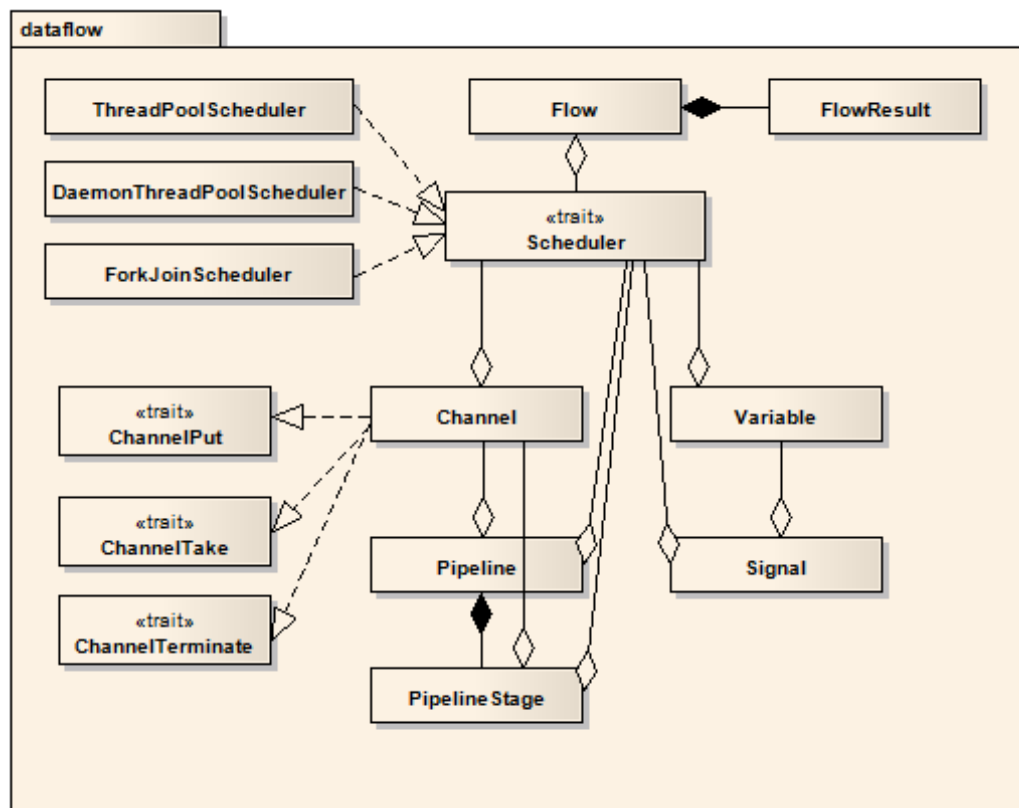 dataflow
ThreadPoolScheduler
Flow
FlowResult
DaemonThreadPoolScheduler
«trait»
Scheduler
ForkJoinScheduler
«trait»
ChannelPut
Channel
Variable
«trait»
ChannelTake
Pipeline
Signal
«trait»
ChannelTerminate
PipelineStage